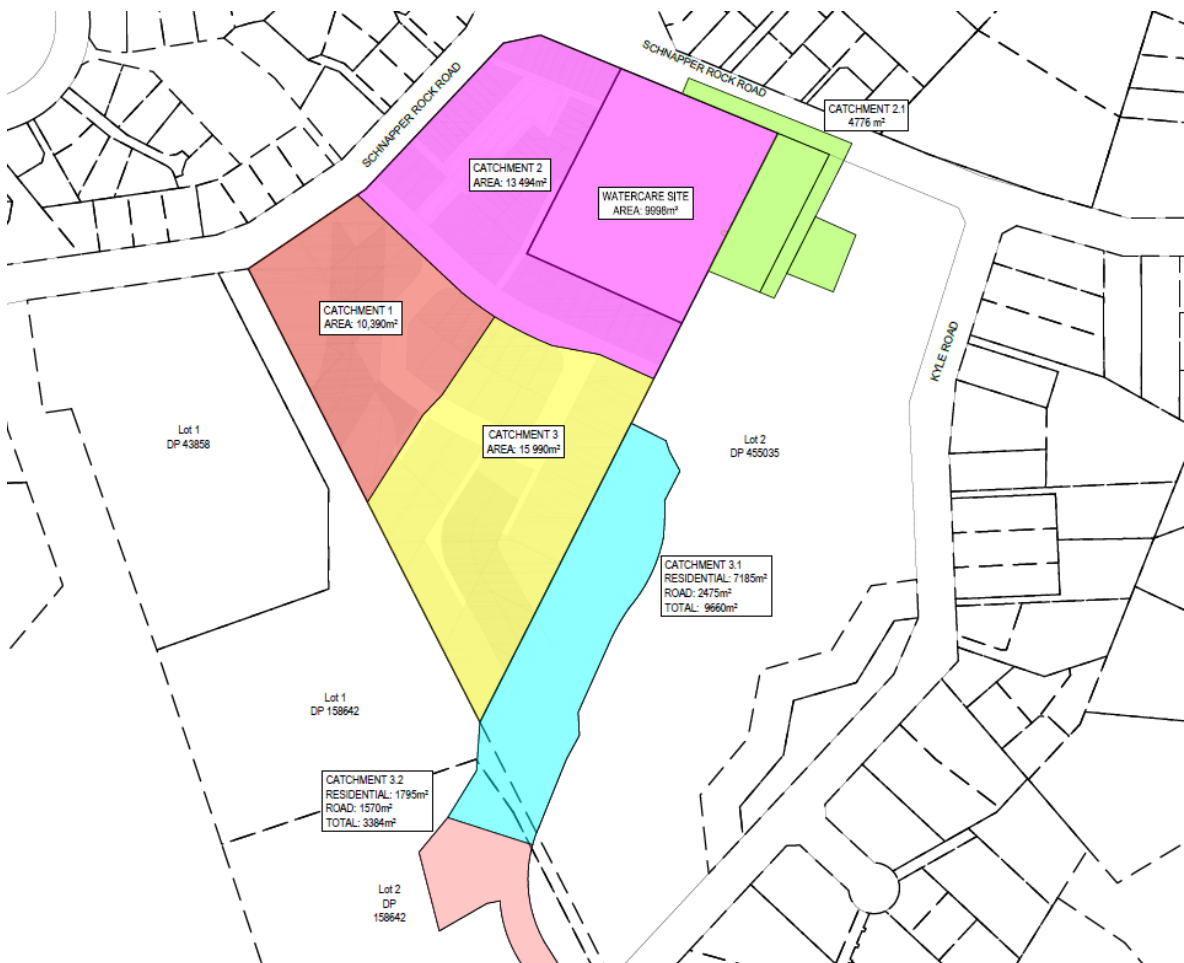 SCHNAPPER ROCK ROAD
SCHNAPPER ROCK ROAD
CATCHMENT 2.1
4776 m²
CATCHMENT 2
AREA: 13 494m²
WATERCARE SITE
AREA: 9998m²
CATCHMENT 1
AREA: 10,390m²
KYLE ROAD
Lot 1
DP 43858
CATCHMENT 3
AREA: 15 990m²
Lot 2
DP 455035
CATCHMENT 3.1
RESIDENTIAL: 7185m²
ROAD: 2475m²
TOTAL: 9660m²
Lot 1
DP 158642
CATCHMENT 3.2
RESIDENTIAL: 1795m²
ROAD: 1570m²
TOTAL: 3384m²
Lot 2
DP
158642